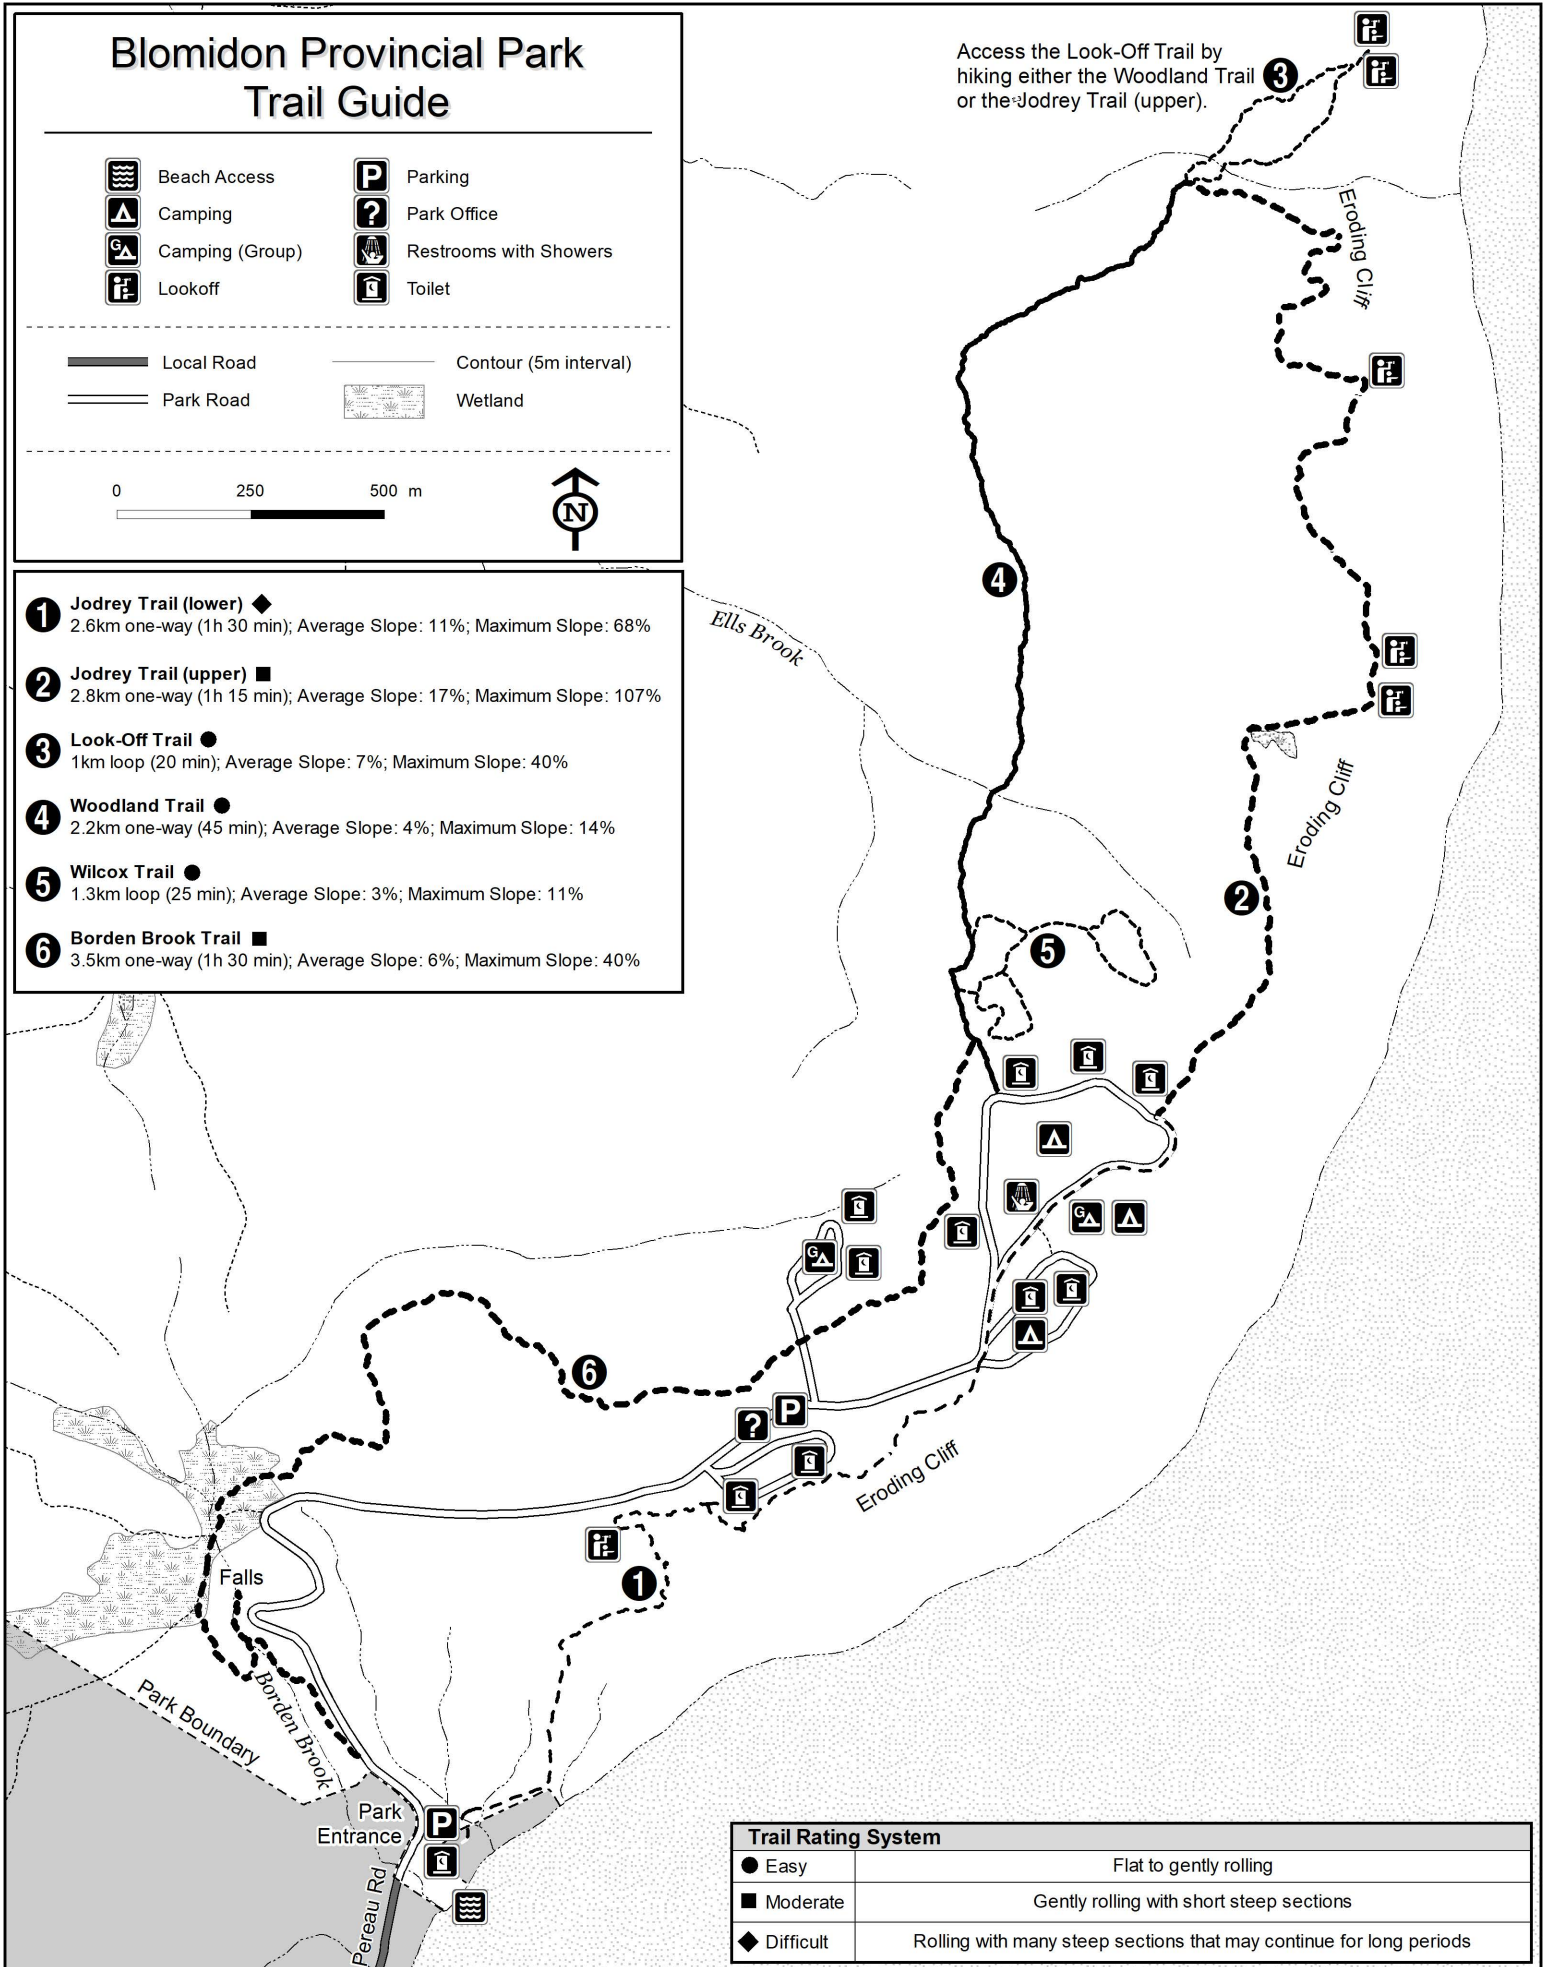 Blomidon Provincial Park
Trail Guide
Beach Access
Camping
Camping (Group)
Lookoff
P Parking
? Park Office
Restrooms with Showers
Toilet
Local Road
Park Road
Contour (5m interval)
Wetland
0 250 500 m
N
1 Jodrey Trail (lower)
2.6km one-way (1h 30 min); Average Slope: 11%; Maximum Slope: 68%
2 Jodrey Trail (upper)
2.8km one-way (1h 15 min); Average Slope: 17%; Maximum Slope: 107%
3 Look-Off Trail
1km loop (20 min); Average Slope: 7%; Maximum Slope: 40%
4 Woodland Trail
2.2km one-way (45 min); Average Slope: 4%; Maximum Slope: 14%
5 Wilcox Trail
1.3km loop (25 min); Average Slope: 3%; Maximum Slope: 11%
6 Borden Brook Trail
3.5km one-way (1h 30 min); Average Slope: 6%; Maximum Slope: 40%
Access the Look-Off Trail by
hiking either the Woodland Trail
or the Jodrey Trail (upper).
3
Eroding Cliff
4
Ells Brook
Eroding Cliff
2
5
G
G
6
P
?
Eroding Cliff
1
Falls
Borden Brook
Park Boundary
Park
Entrance
P
Pereau Rd
Trail Rating System
Easy Flat to gently rolling
Moderate Gently rolling with short steep sections
Difficult Rolling with many steep sections that may continue for long periods